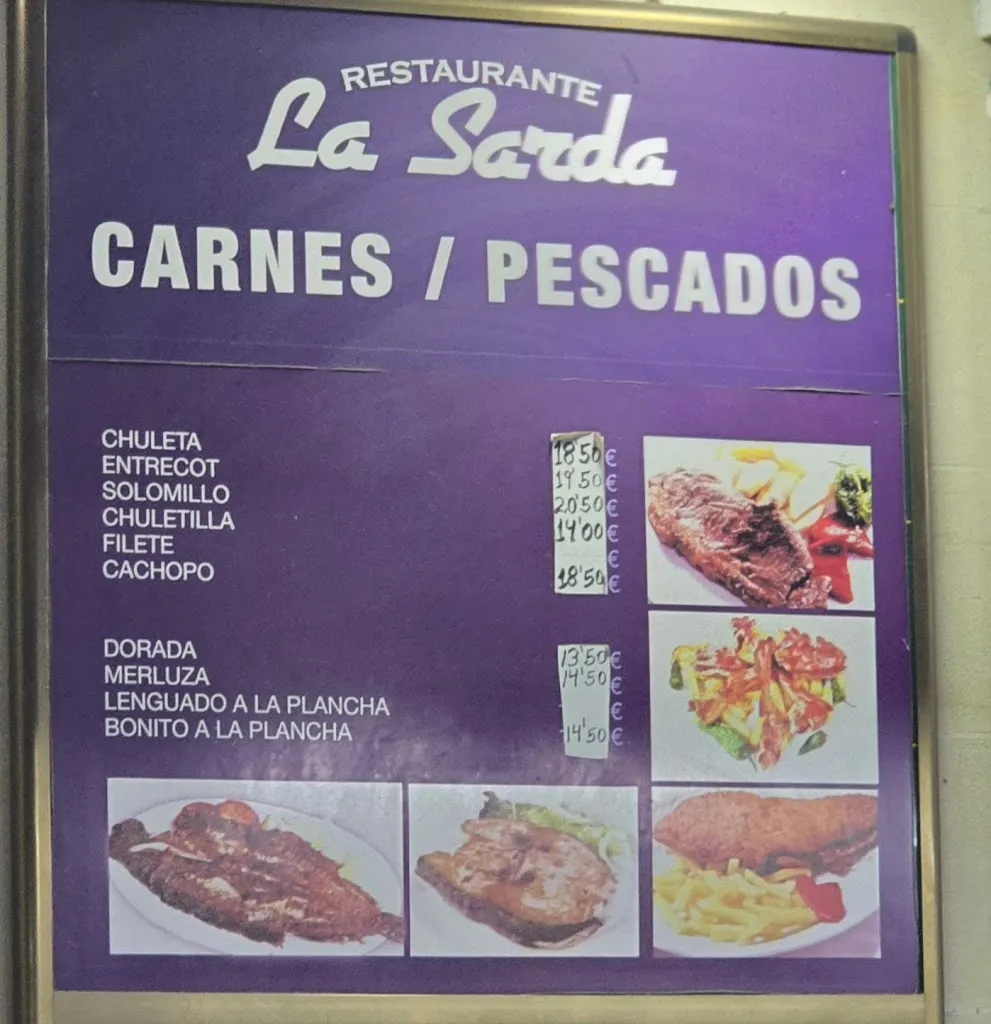 RESTAURANTE
La Sarda
CARNES / PESCADOS
CHULETA 18'50 €
ENTRECOT 19'50 €
SOLOMILLO 20'50 €
CHULETILLA 14'00 €
FILETE €
CACHOPO 18'50 €
DORADA 13'50 €
MERLUZA 14'50 €
LENGUADO A LA PLANCHA €
BONITO A LA PLANCHA 14'50 €